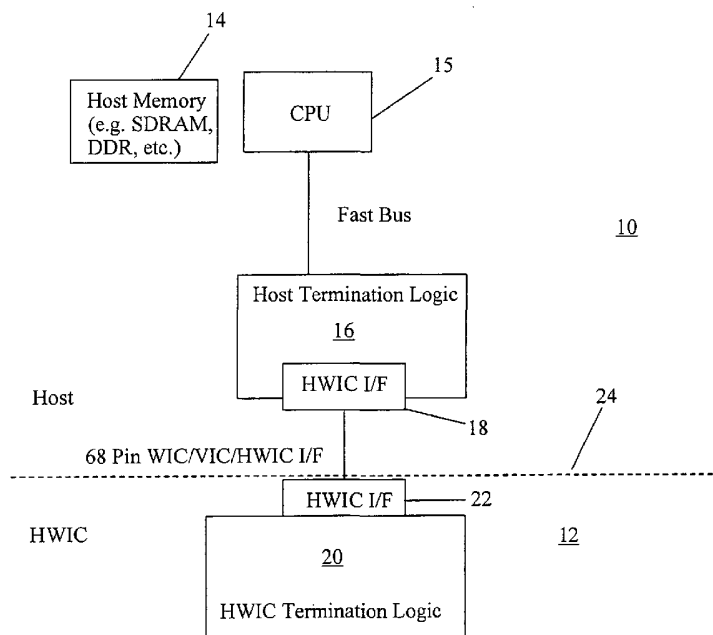 14
15
Host Memory
(e.g. SDRAM,
DDR, etc.)
CPU
Fast Bus
10
Host Termination Logic
16
HWIC I/F
Host
18
24
68 Pin WIC/VIC/HWIC I/F
HWIC I/F
22
HWIC
12
20
HWIC Termination Logic